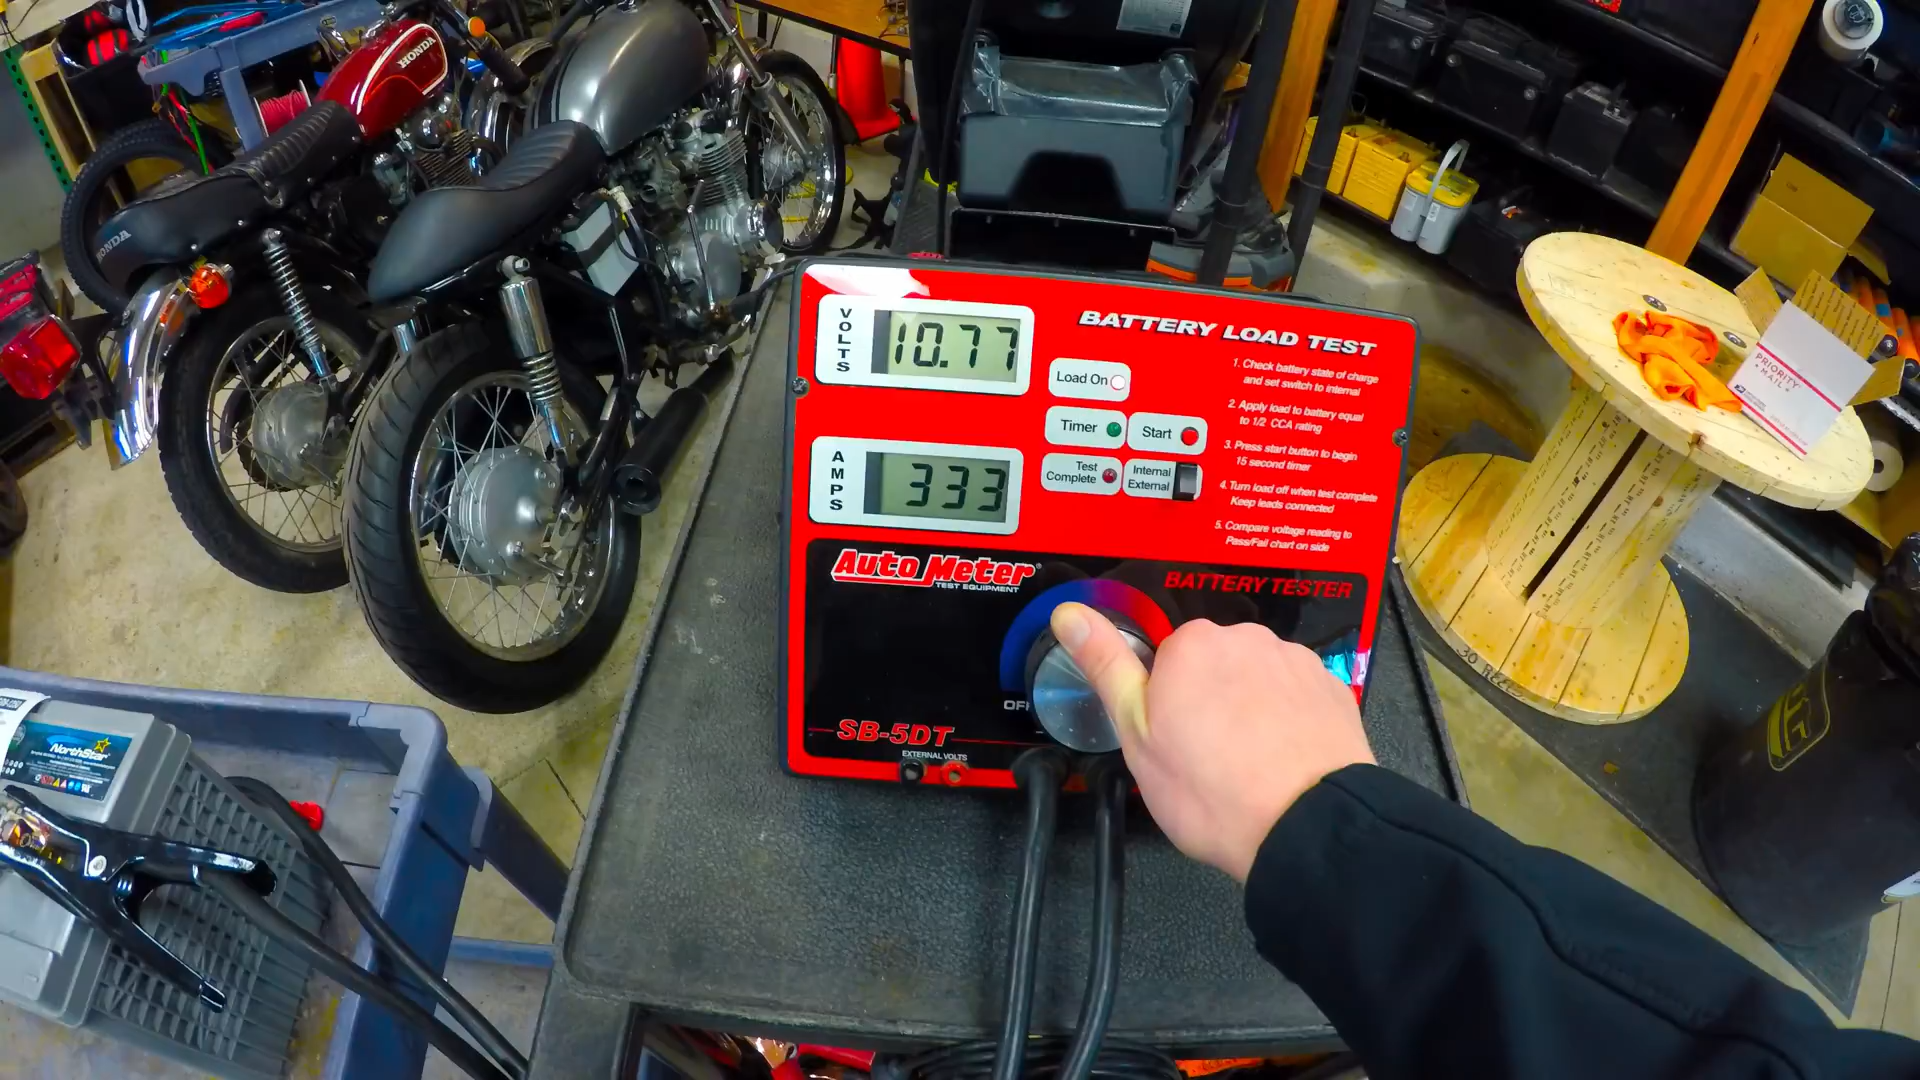 HONDA
HONDA
BATTERY LOAD TEST
VOLTS
10.77
Load On
Timer
Start
Test
Complete
Internal
External
AMPS
333
1. Check battery state of charge
and set switch to internal
2. Apply load to battery equal
to 1/2 CCA rating
3. Press start button to begin
15 second timer
4. Turn load off when test complete
Keep leads connected
5. Compare voltage reading to
Pass/Fail chart on side
Auto Meter
TEST EQUIPMENT
BATTERY TESTER
OFF
SB-5DT
EXTERNAL VOLTS
NORTHSTAR
PRIORITY
MAIL